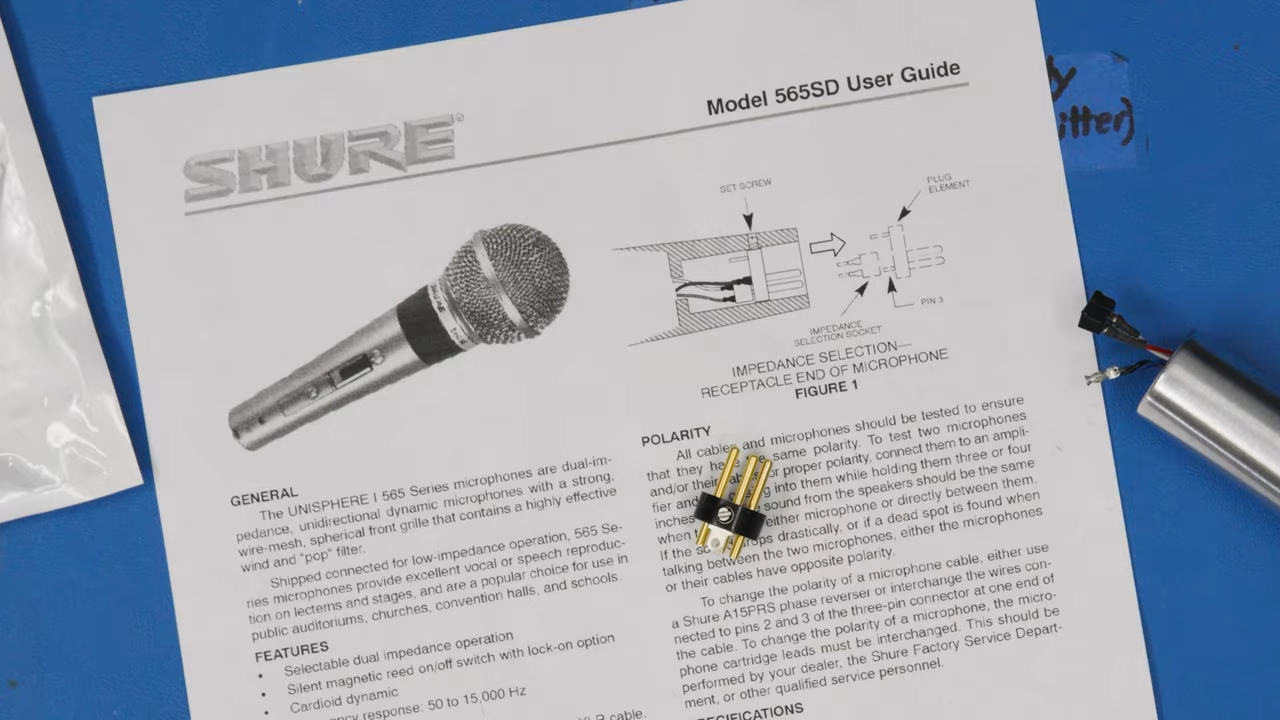 SHURE®
Model 565SD User Guide
SET SCREW
PLUG
ELEMENT
PIN 3
IMPEDANCE
SELECTION SOCKET
IMPEDANCE SELECTION—
RECEPTACLE END OF MICROPHONE
FIGURE 1
GENERAL
The UNISPHERE I 565 Series microphones are dual-im-
pedance, unidirectional dynamic microphones with a strong,
wire-mesh, spherical front grille that contains a highly effective
wind and "pop" filter.
Shipped connected for low-impedance operation, 565 Se-
ries microphones provide excellent vocal or speech reproduc-
tion on lecterns and stages, and are a popular choice for use in
public auditoriums, churches, convention halls, and schools.
FEATURES
• Selectable dual impedance operation
• Silent magnetic reed on/off switch with lock-on option
• Cardioid dynamic
response: 50 to 15,000 Hz
XLR cable.
POLARITY
All cables and microphones should be tested to ensure
that they same polarity. To test two microphones
and/or their for proper polarity, connect them to an ampli-
fier and into them while holding them three or four
inches sound from the speakers should be the same
when either microphone or directly between them.
If the drops drastically, or if a dead spot is found when
talking between the two microphones, either the microphones
or their cables have opposite polarity.
To change the polarity of a microphone cable, either use
a Shure A15PRS phase reverser or interchange the wires con-
nected to pins 2 and 3 of the three-pin connector at one end of
the cable. To change the polarity of a microphone, the micro-
phone cartridge leads must be interchanged. This should be
performed by your dealer, the Shure Factory Service Depart-
ment, or other qualified service personnel.
SPECIFICATIONS
itter)